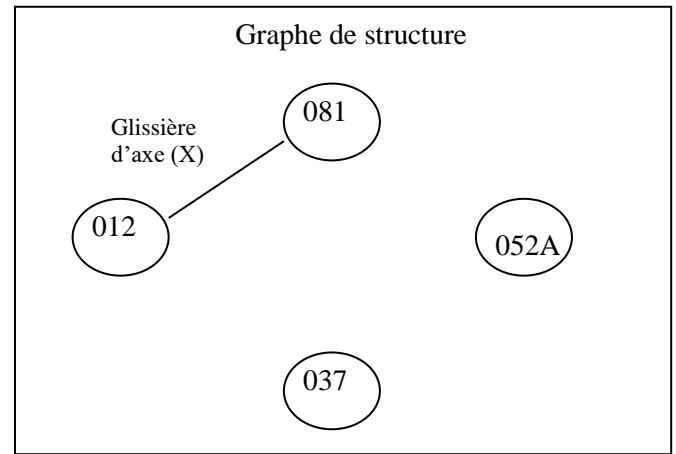 Graphe de structure
081
Glissière
d’axe (X)
012
052A
037